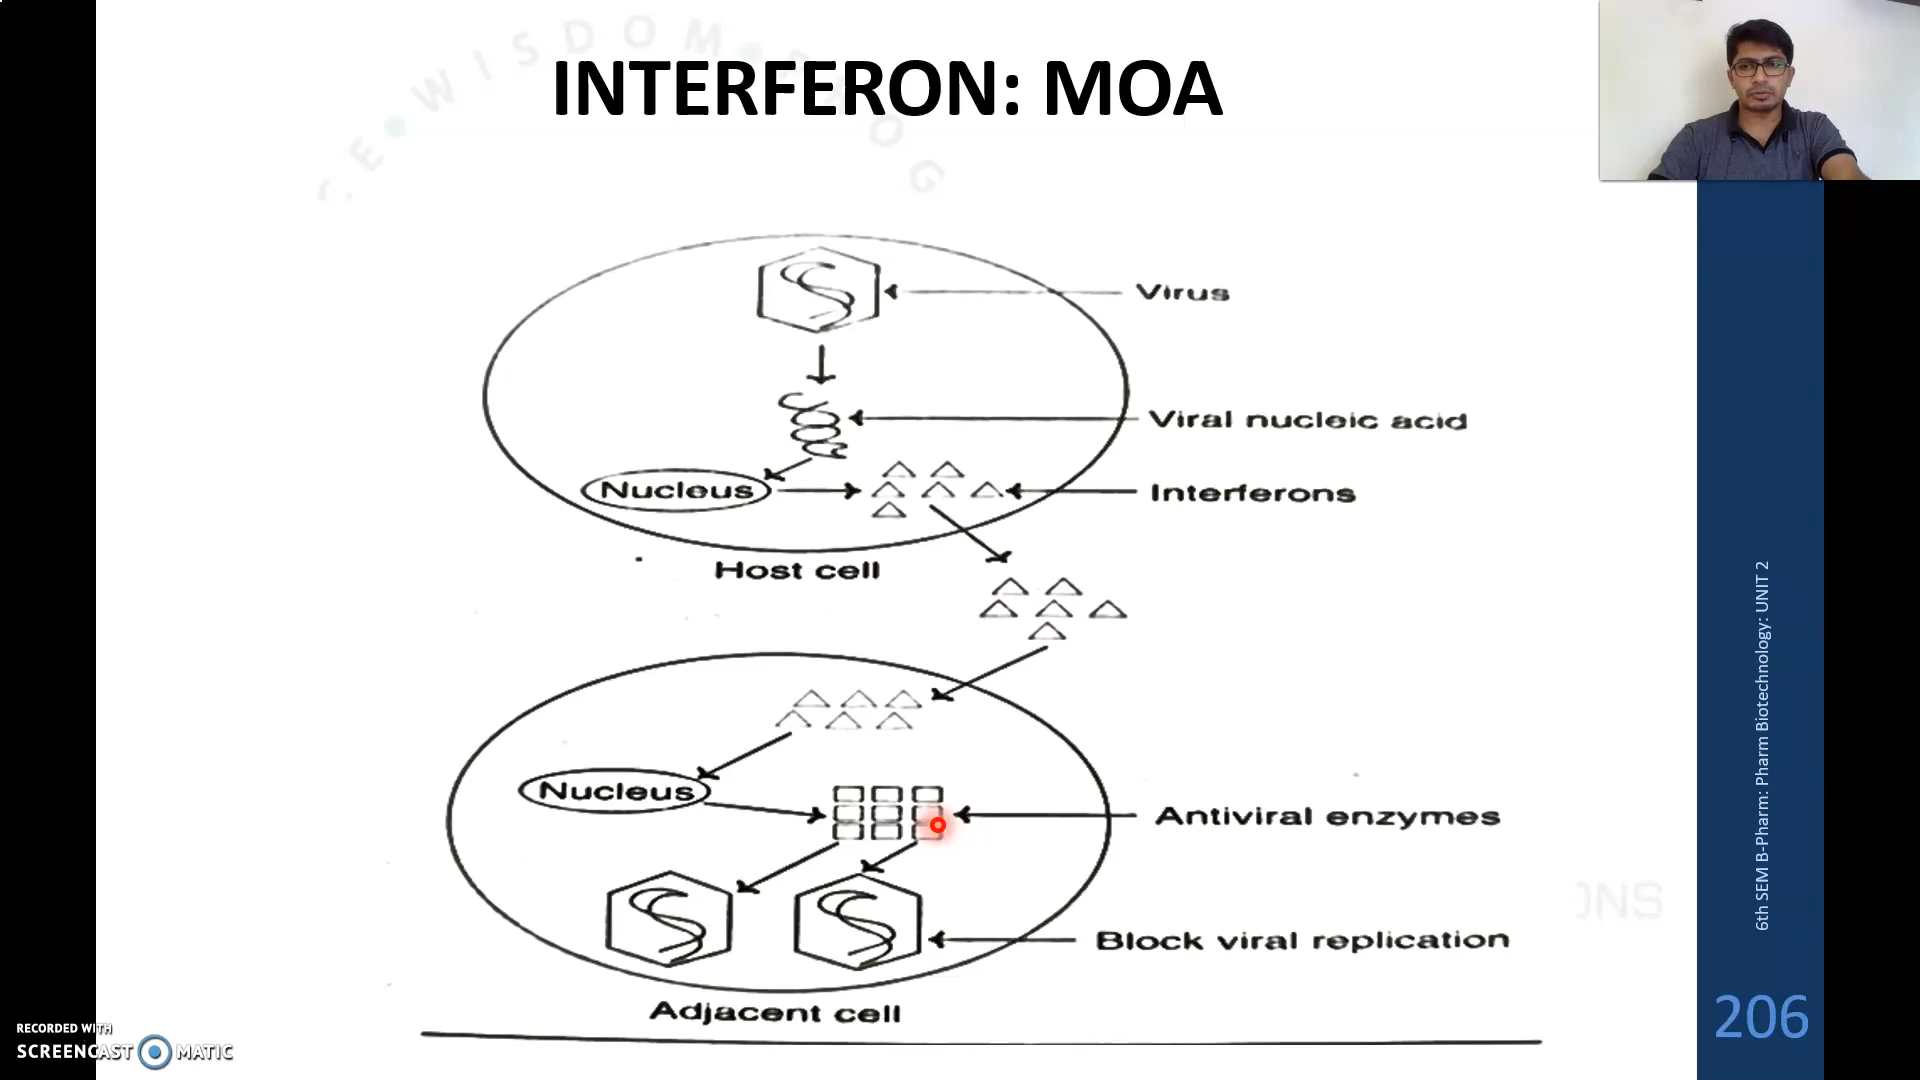 INTERFERON: MOA
Virus
Viral nucleic acid
Nucleus
Interferons
Host cell
Nucleus
Antiviral enzymes
Block viral replication
Adjacent cell
6th SEM B-Pharm: Pharm Biotechnology: UNIT 2
206
RECORDED WITH
SCREENCAST MATIC
E • WISDOM